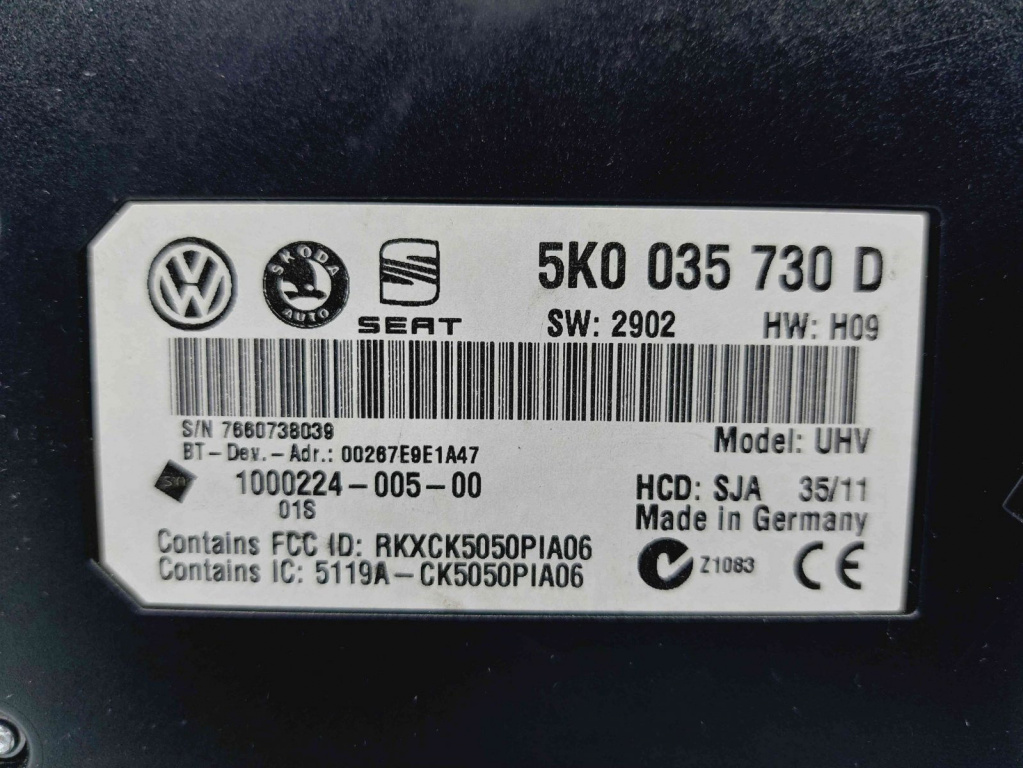 5K0 035 730 D
SKODA
AUTO
SEAT
SW: 2902 HW: H09
S/N 7660738039
BT-Dev.-Adr.: 00267E9E1A47
Model: UHV
1000224-005-00
01S
HCD: SJA 35/11
Made in Germany
Contains FCC ID: RKXCK5050PIA06
Contains IC: 5119A-CK5050PIA06
Z1083
CE